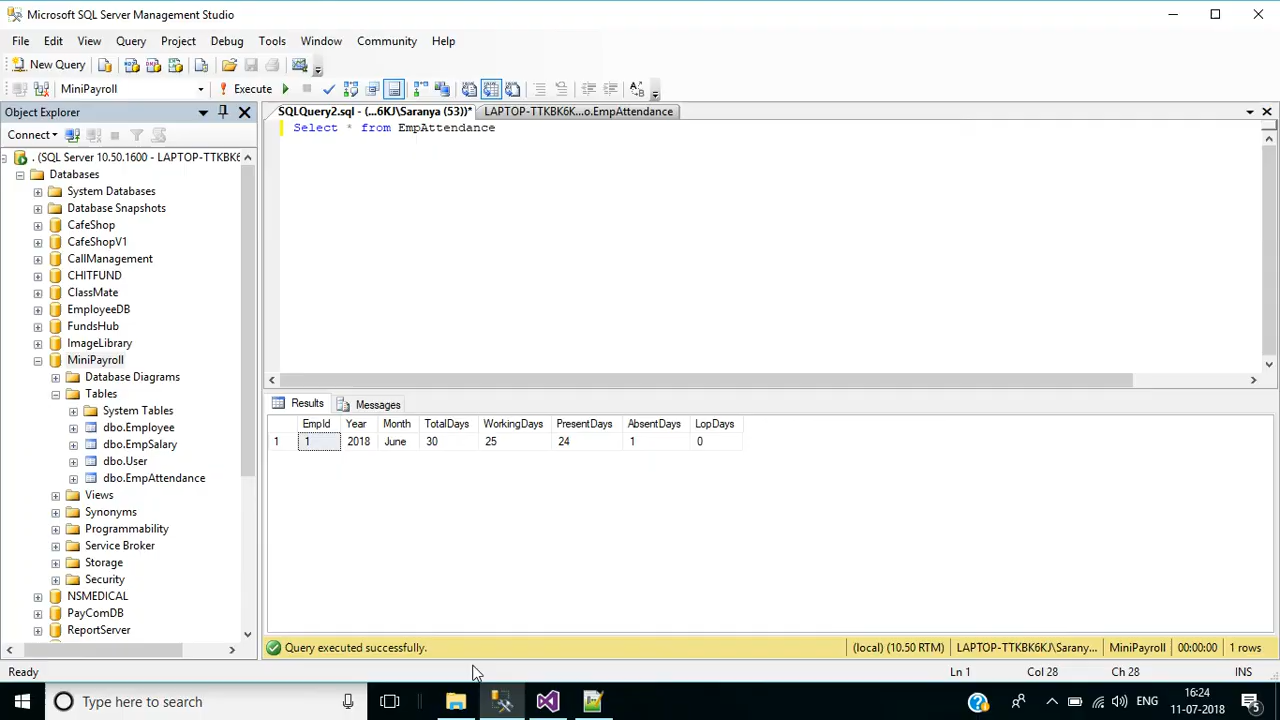 Microsoft SQL Server Management Studio
File Edit View Query Project Debug Tools Window Community Help
New Query
MiniPayroll Execute
Object Explorer
SQLQuery2.sql - (...6KJ\Saranya (53))* LAPTOP-TTKBK6K...o.EmpAttendance
Connect
Select * from EmpAttendance
. (SQL Server 10.50.1600 - LAPTOP-TTKBK6
Databases
System Databases
Database Snapshots
CafeShop
CafeShopV1
CallManagement
CHITFUND
ClassMate
EmployeeDB
FundsHub
ImageLibrary
MiniPayroll
Database Diagrams
Tables
System Tables
dbo.Employee
dbo.EmpSalary
dbo.User
dbo.EmpAttendance
Views
Synonyms
Programmability
Service Broker
Storage
Security
NSMEDICAL
PayComDB
ReportServer
Results Messages
EmpId Year Month TotalDays WorkingDays PresentDays AbsentDays LopDays
1 1 2018 June 30 25 24 1 0
Query executed successfully. (local) (10.50 RTM) LAPTOP-TTKBK6KJ\Sarany... MiniPayroll 00:00:00 1 rows
Ready Ln 1 Col 28 Ch 28 INS
Type here to search
ENG 16:24
11-07-2018 5